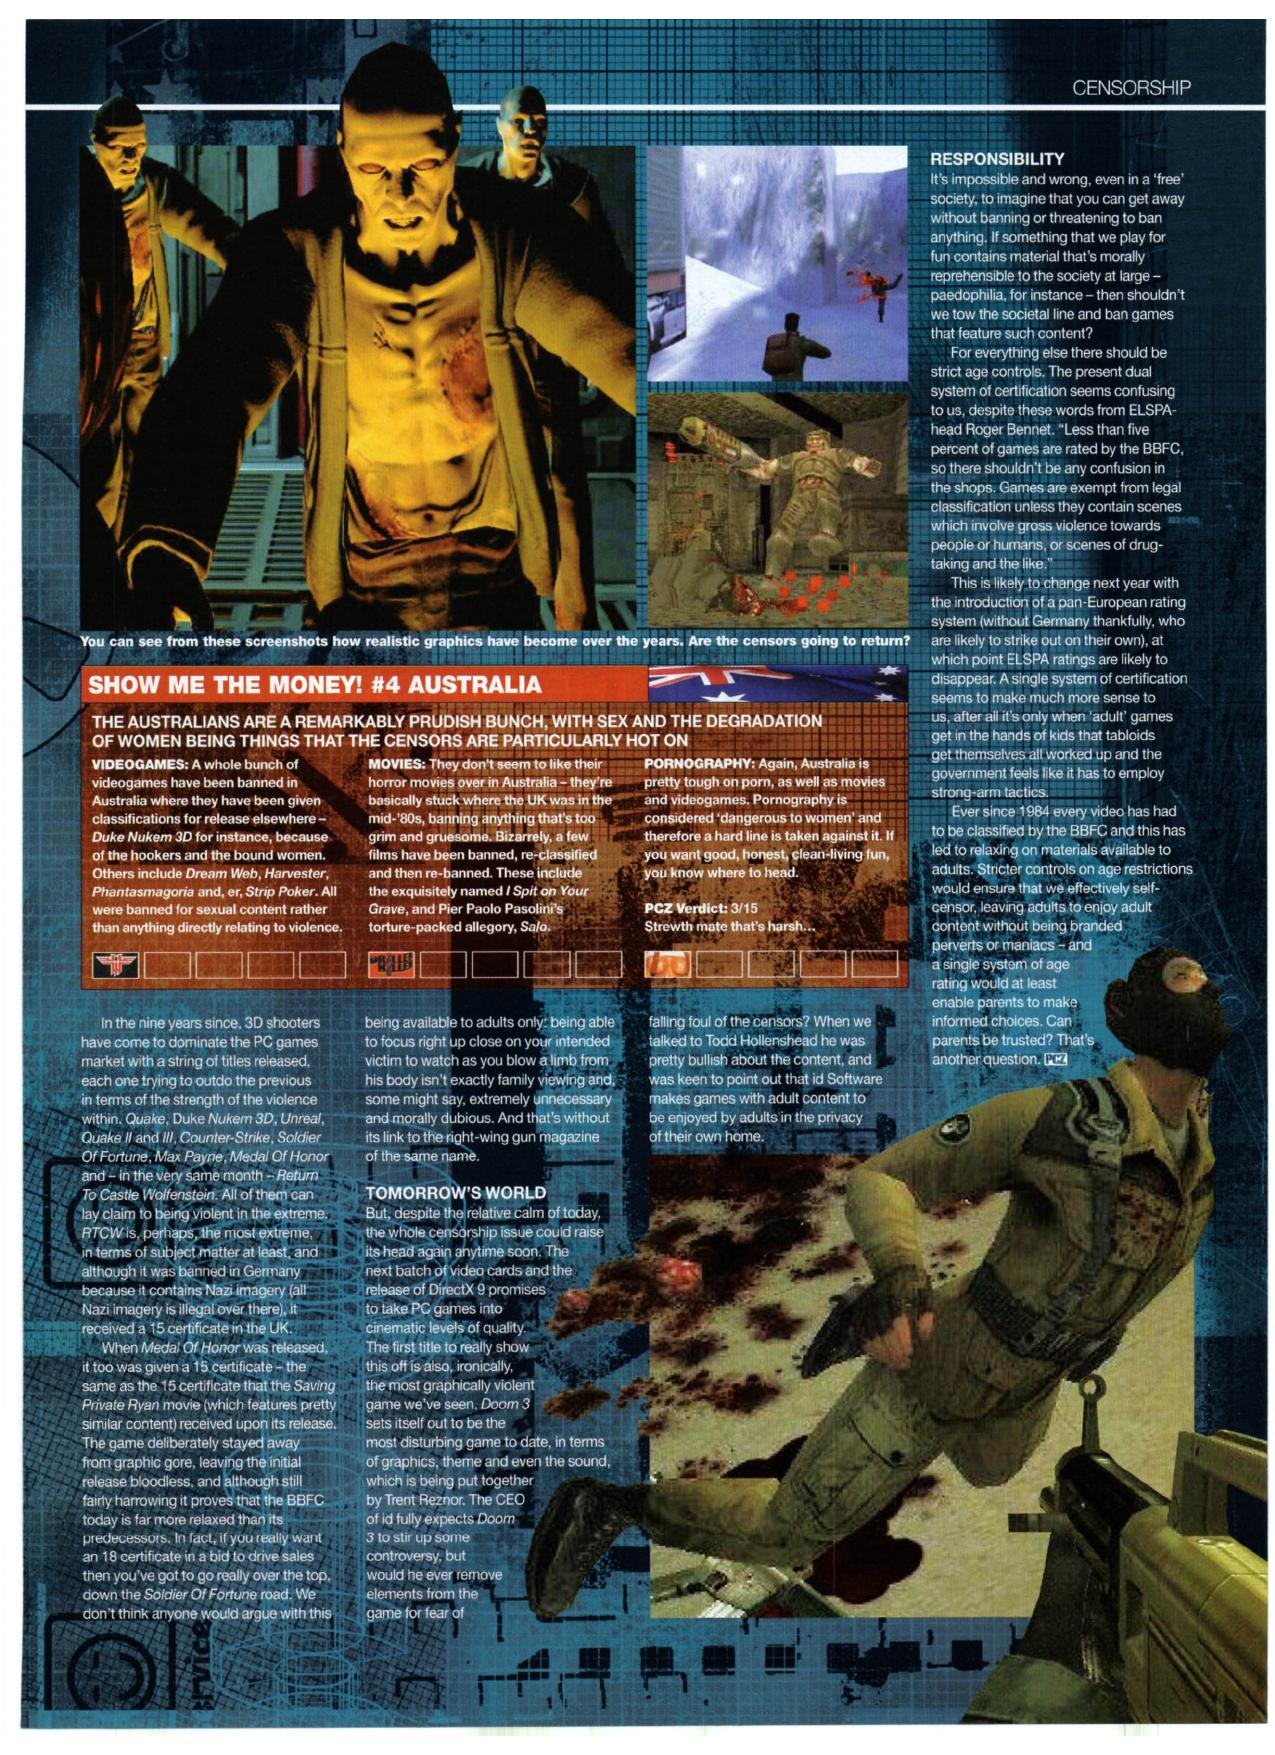 CENSORSHIP
You can see from these screenshots how realistic graphics have become over the years. Are the censors going to return?
SHOW ME THE MONEY! #4 AUSTRALIA
THE AUSTRALIANS ARE A REMARKABLY PRUDISH BUNCH, WITH SEX AND THE DEGRADATION
OF WOMEN BEING THINGS THAT THE CENSORS ARE PARTICULARLY HOT ON
VIDEOGAMES: A whole bunch of
videogames have been banned in
Australia where they have been given
classifications for release elsewhere –
Duke Nukem 3D for instance, because
of the hookers and the bound women.
Others include Dream Web, Harvester,
Phantasmagoria and, er, Strip Poker. All
were banned for sexual content rather
than anything directly relating to violence.
MOVIES: They don't seem to like their
horror movies over in Australia – they're
basically stuck where the UK was in the
mid-'80s, banning anything that's too
grim and gruesome. Bizarrely, a few
films have been banned, re-classified
and then re-banned. These include
the exquisitely named I Spit on Your
Grave, and Pier Paolo Pasolini's
torture-packed allegory, Salo.
PORNOGRAPHY: Again, Australia is
pretty tough on porn, as well as movies
and videogames. Pornography is
considered 'dangerous to women' and
therefore a hard line is taken against it. If
you want good, honest, clean-living fun,
you know where to head.
PCZ Verdict: 3/15
Strewth mate that's harsh...
In the nine years since, 3D shooters
have come to dominate the PC games
market with a string of titles released,
each one trying to outdo the previous
in terms of the strength of the violence
within. Quake, Duke Nukem 3D, Unreal,
Quake II and III, Counter-Strike, Soldier
Of Fortune, Max Payne, Medal Of Honor
and – in the very same month – Return
To Castle Wolfenstein. All of them can
lay claim to being violent in the extreme.
RTCW is, perhaps, the most extreme,
in terms of subject matter at least, and
although it was banned in Germany
because it contains Nazi imagery (all
Nazi imagery is illegal over there), it
received a 15 certificate in the UK.
When Medal Of Honor was released,
it too was given a 15 certificate – the
same as the 15 certificate that the Saving
Private Ryan movie (which features pretty
similar content) received upon its release.
The game deliberately stayed away
from graphic gore, leaving the initial
release bloodless, and although still
fairly harrowing it proves that the BBFC
today is far more relaxed than its
predecessors. In fact, if you really want
an 18 certificate in a bid to drive sales
then you've got to go really over the top,
down the Soldier Of Fortune road. We
don't think anyone would argue with this
being available to adults only: being able
to focus right up close on your intended
victim to watch as you blow a limb from
his body isn't exactly family viewing and,
some might say, extremely unnecessary
and morally dubious. And that's without
its link to the right-wing gun magazine
of the same name.
TOMORROW'S WORLD
But, despite the relative calm of today,
the whole censorship issue could raise
its head again anytime soon. The
next batch of video cards and the
release of DirectX 9 promises
to take PC games into
cinematic levels of quality.
The first title to really show
this off is also, ironically,
the most graphically violent
game we've seen. Doom 3
sets itself out to be the
most disturbing game to date, in terms
of graphics, theme and even the sound,
which is being put together
by Trent Reznor. The CEO
of id fully expects Doom
3 to stir up some
controversy, but
would he ever remove
elements from the
game for fear of
falling foul of the censors? When we
talked to Todd Hollenshead he was
pretty bullish about the content, and
was keen to point out that id Software
makes games with adult content to
be enjoyed by adults in the privacy
of their own home.
RESPONSIBILITY
It's impossible and wrong, even in a 'free'
society, to imagine that you can get away
without banning or threatening to ban
anything. If something that we play for
fun contains material that's morally
reprehensible to the society at large –
paedophilia, for instance – then shouldn't
we tow the societal line and ban games
that feature such content?
For everything else there should be
strict age controls. The present dual
system of certification seems confusing
to us, despite these words from ELSPA-
head Roger Bennet. “Less than five
percent of games are rated by the BBFC,
so there shouldn't be any confusion in
the shops. Games are exempt from legal
classification unless they contain scenes
which involve gross violence towards
people or humans, or scenes of drug-
taking and the like.”
This is likely to change next year with
the introduction of a pan-European rating
system (without Germany thankfully, who
are likely to strike out on their own), at
which point ELSPA ratings are likely to
disappear. A single system of certification
seems to make much more sense to
us, after all it's only when 'adult' games
get in the hands of kids that tabloids
get themselves all worked up and the
government feels like it has to employ
strong-arm tactics.
Ever since 1984 every video has had
to be classified by the BBFC and this has
led to relaxing on materials available to
adults. Stricter controls on age restrictions
would ensure that we effectively self-
censor, leaving adults to enjoy adult
content without being branded
perverts or maniacs – and
a single system of age
rating would at least
enable parents to make
informed choices. Can
parents be trusted? That's
another question. PCZ